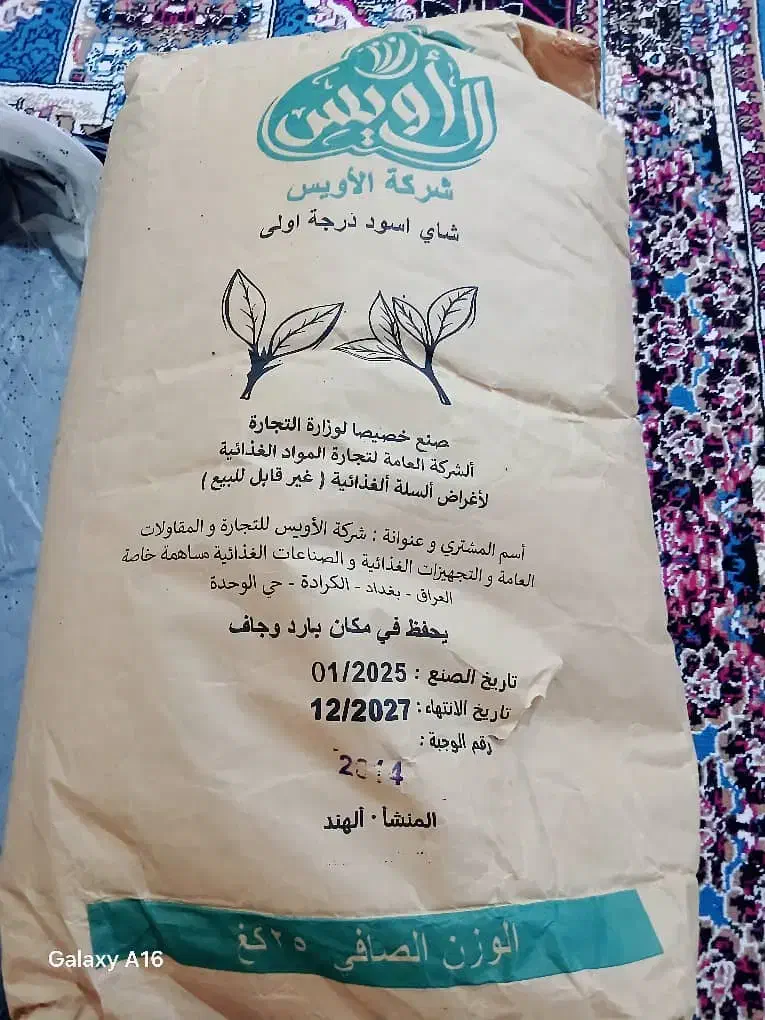 الأويس
شركة الأويس
شاي اسود درجة اولى
صنع خصيصا لوزارة التجارة
ألشركة العامة لتجارة المواد الغذائية
لأغراض ألسلة ألغذائية ( غير قابل للبيع )
أسم المشتري و عنوانة : شركة الأويس للتجارة و المقاولات
العامة و التجهيزات الغذائية و الصناعات الغذائية مساهمة خاصة
العراق - بغداد - الكرادة - حي الوحدة
يحفظ في مكان بارد وجاف
تاريخ الصنع : 01/2025
تاريخ الانتهاء: 12/2027
رقم الوجبة :
المنشأ · ألهند
الوزن الصافي ٢٥ كغ
Galaxy A16